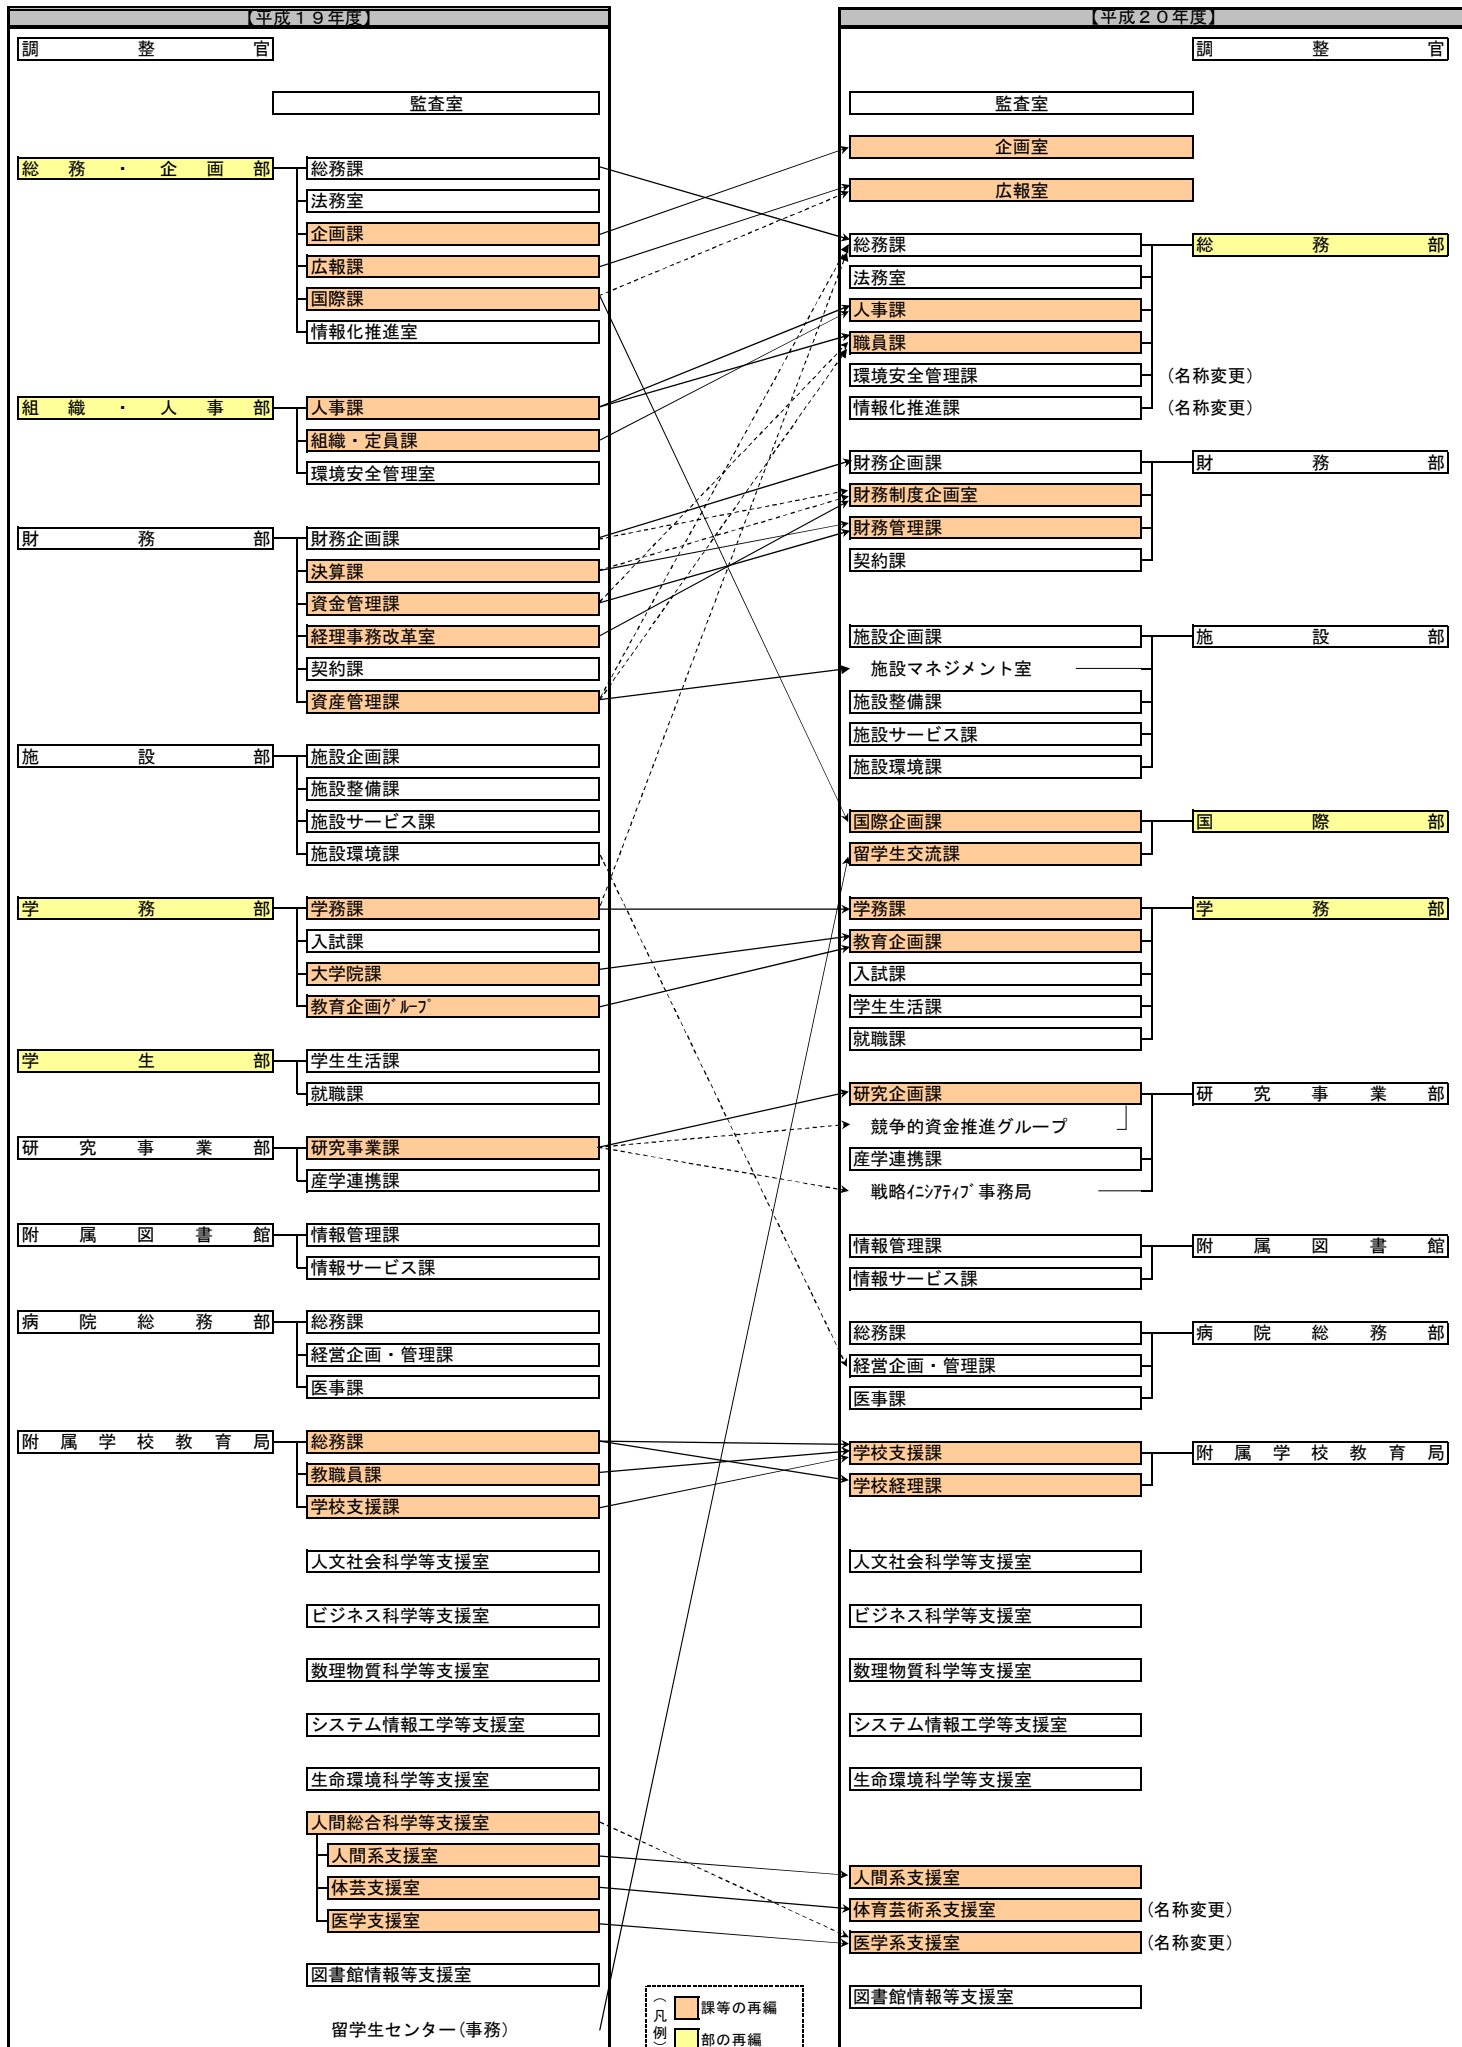 【平成１９年度】
調整官
監査室
総務・企画部
総務課
法務室
企画課
広報課
国際課
情報化推進室
組織・人事部
人事課
組織・定員課
環境安全管理室
財務部
財務企画課
決算課
資金管理課
経理事務改革室
契約課
資産管理課
施設部
施設企画課
施設整備課
施設サービス課
施設環境課
学務部
学務課
入試課
大学院課
教育企画ｸﾞﾙｰﾌﾟ
学生部
学生生活課
就職課
研究事業部
研究事業課
産学連携課
附属図書館
情報管理課
情報サービス課
病院総務部
総務課
経営企画・管理課
医事課
附属学校教育局
総務課
教職員課
学校支援課
人文社会科学等支援室
ビジネス科学等支援室
数理物質科学等支援室
システム情報工学等支援室
生命環境科学等支援室
人間総合科学等支援室
人間系支援室
体芸支援室
医学支援室
図書館情報等支援室
留学生センター(事務)
（凡例）
課等の再編
部の再編
【平成２０年度】
調整官
監査室
企画室
広報室
総務課
総務部
法務室
人事課
職員課
環境安全管理課
（名称変更）
情報化推進課
（名称変更）
財務企画課
財務部
財務制度企画室
財務管理課
契約課
施設企画課
施設部
施設マネジメント室
施設整備課
施設サービス課
施設環境課
国際企画課
国際部
留学生交流課
学務課
学務部
教育企画課
入試課
学生生活課
就職課
研究企画課
研究事業部
競争的資金推進グループ
産学連携課
戦略ｲﾆｼｱﾃｨﾌﾞ事務局
情報管理課
附属図書館
情報サービス課
総務課
病院総務部
経営企画・管理課
医事課
学校支援課
附属学校教育局
学校経理課
人文社会科学等支援室
ビジネス科学等支援室
数理物質科学等支援室
システム情報工学等支援室
生命環境科学等支援室
人間系支援室
体育芸術系支援室
（名称変更）
医学系支援室
（名称変更）
図書館情報等支援室